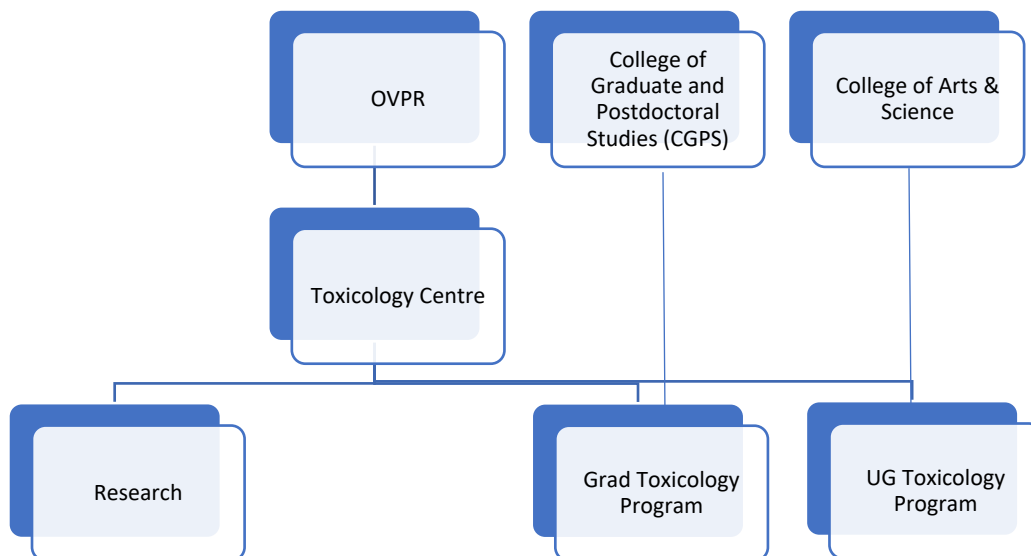 OVPR
College of
Graduate and
Postdoctoral
Studies (CGPS)
College of Arts &
Science
Toxicology Centre
Research
Grad Toxicology
Program
UG Toxicology
Program